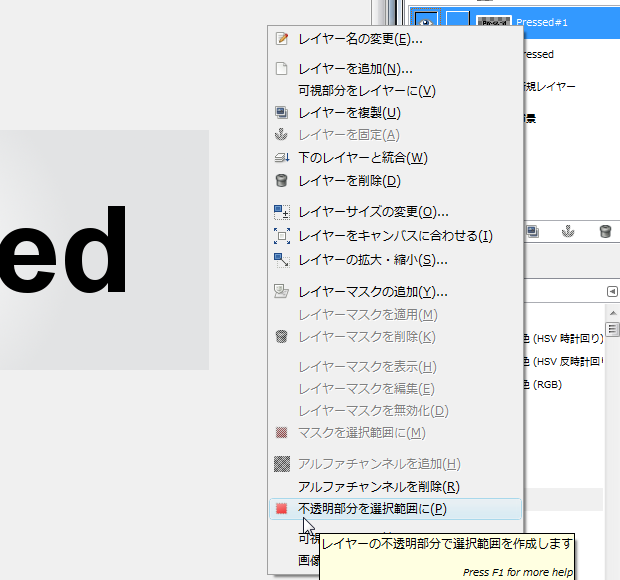 Pressed#1
レイヤー名の変更(E)...
ressed
レイヤーを追加(N)...
可視部分をレイヤーに(V)
規レイヤー
レイヤーを複製(U)
景
レイヤーを固定(A)
下のレイヤーと統合(W)
レイヤーを削除(D)
レイヤーサイズの変更(O)...
レイヤーをキャンバスに合わせる(I)
レイヤーの拡大・縮小(S)...
ed
レイヤーマスクの追加(Y)...
レイヤーマスクを適用(M)
レイヤーマスクを削除(K)
色 (HSV 時計回り)
色 (HSV 反時計回
レイヤーマスクを表示(H)
レイヤーマスクを編集(E)
色 (RGB)
レイヤーマスクを無効化(D)
マスクを選択範囲に(M)
アルファチャンネルを追加(H)
アルファチャンネルを削除(R)
不透明部分を選択範囲に(P)
可視
レイヤーの不透明部分で選択範囲を作成します
画像
Press F1 for more help